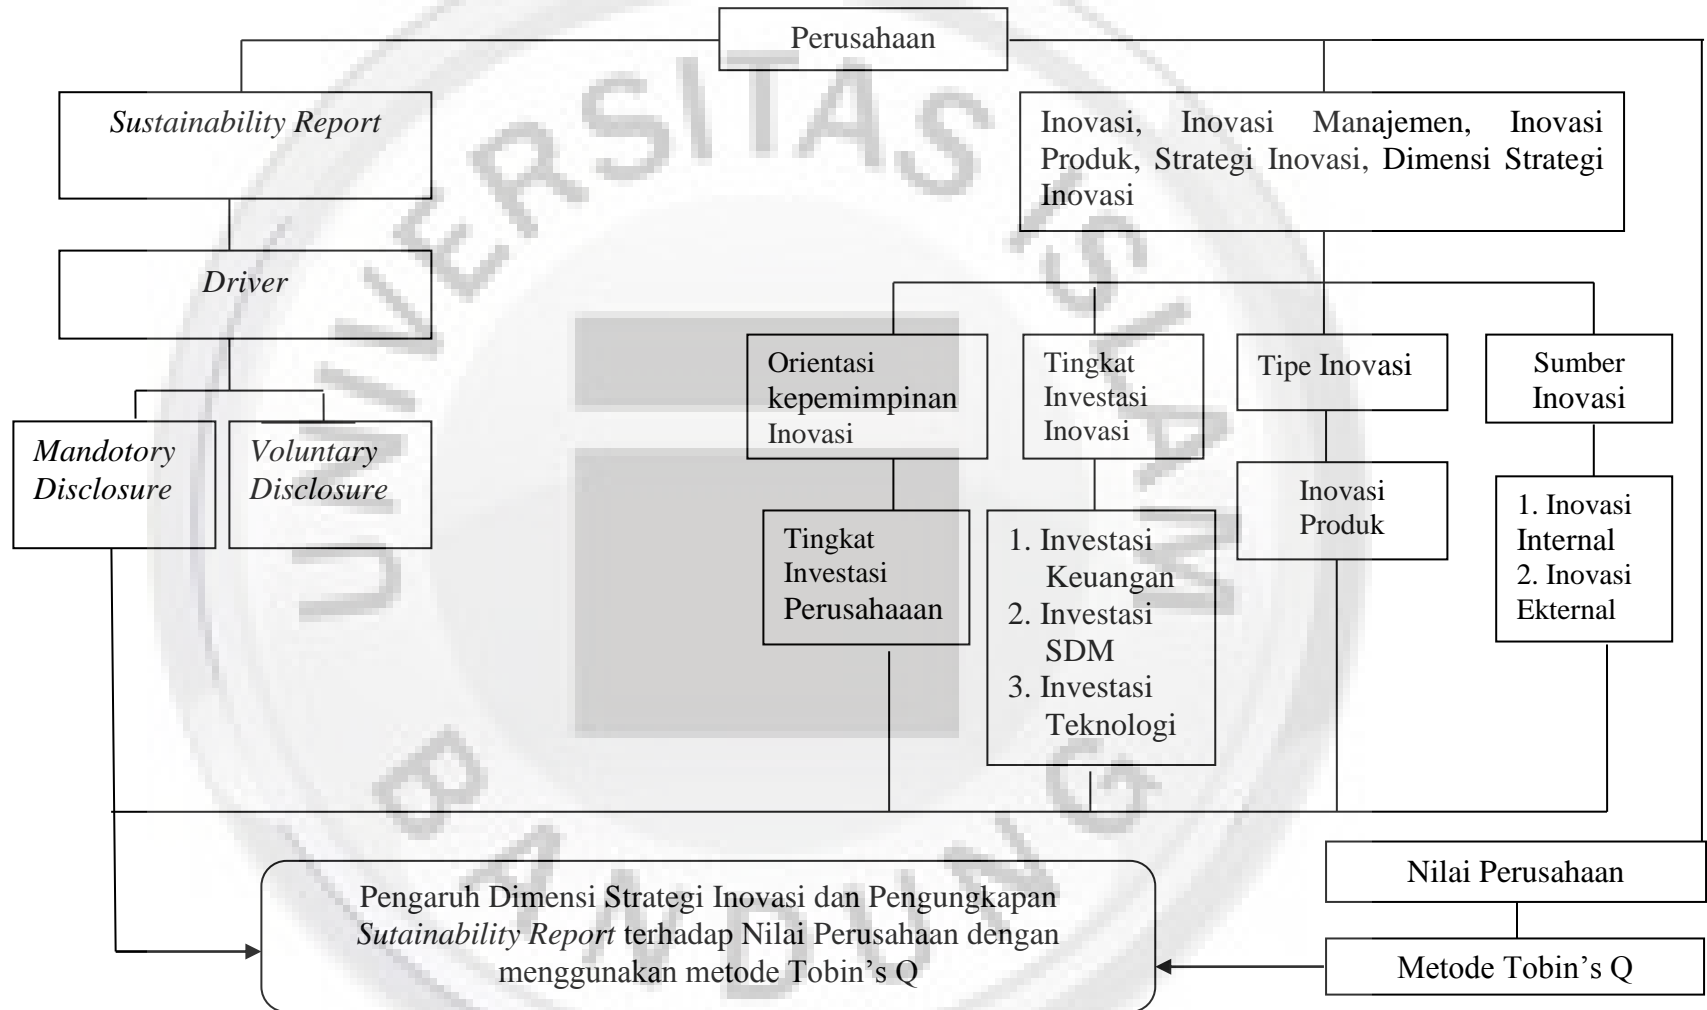 Perusahaan
Sustainability Report
Inovasi, Inovasi Manajemen, Inovasi
Produk, Strategi Inovasi, Dimensi Strategi
Inovasi
Driver
Mandotory
Disclosure
Voluntary
Disclosure
Orientasi
kepemimpinan
Inovasi
Tingkat
Investasi
Inovasi
Tipe Inovasi
Sumber
Inovasi
Tingkat
Investasi
Perusahaaan
1. Investasi
Keuangan
2. Investasi
SDM
3. Investasi
Teknologi
Inovasi
Produk
1. Inovasi
Internal
2. Inovasi
Ekternal
Pengaruh Dimensi Strategi Inovasi dan Pengungkapan
Sutainability Report terhadap Nilai Perusahaan dengan
menggunakan metode Tobin’s Q
Nilai Perusahaan
Metode Tobin’s Q
UNIVERSITAS ISLAM
BANDUNG